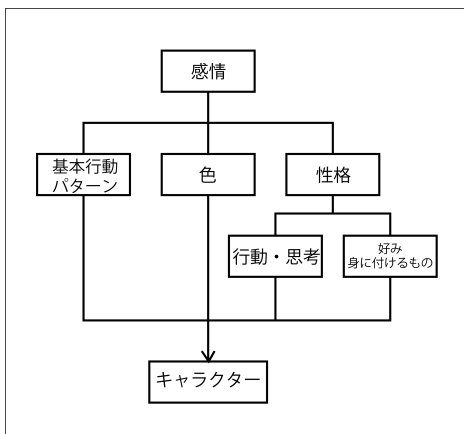 感情
基本行動
パターン
色
性格
行動・思考
好み
身に付けるもの
キャラクター